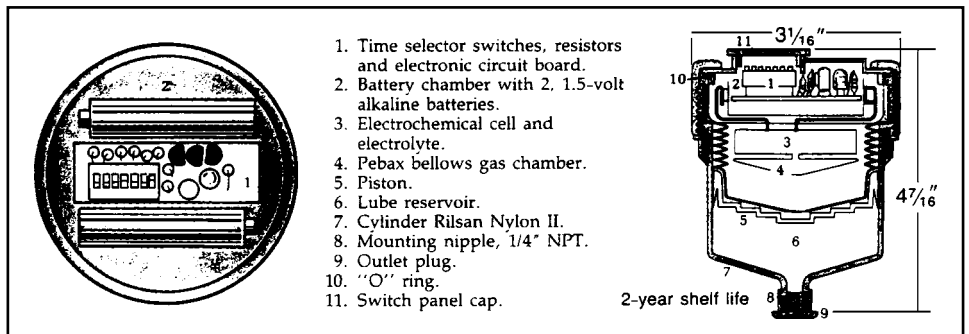 1. Time selector switches, resistors
and electronic circuit board.
2. Battery chamber with 2, 1.5-volt
alkaline batteries.
3. Electrochemical cell and
electrolyte.
4. Pebax bellows gas chamber.
5. Piston.
6. Lube reservoir.
7. Cylinder Rilsan Nylon II.
8. Mounting nipple, 1/4" NPT.
9. Outlet plug.
10. "O" ring.
11. Switch panel cap.
2
1
3 1/16"
11
10
2
1
3
4
4 7/16"
5
6
7
2-year shelf life
8
9